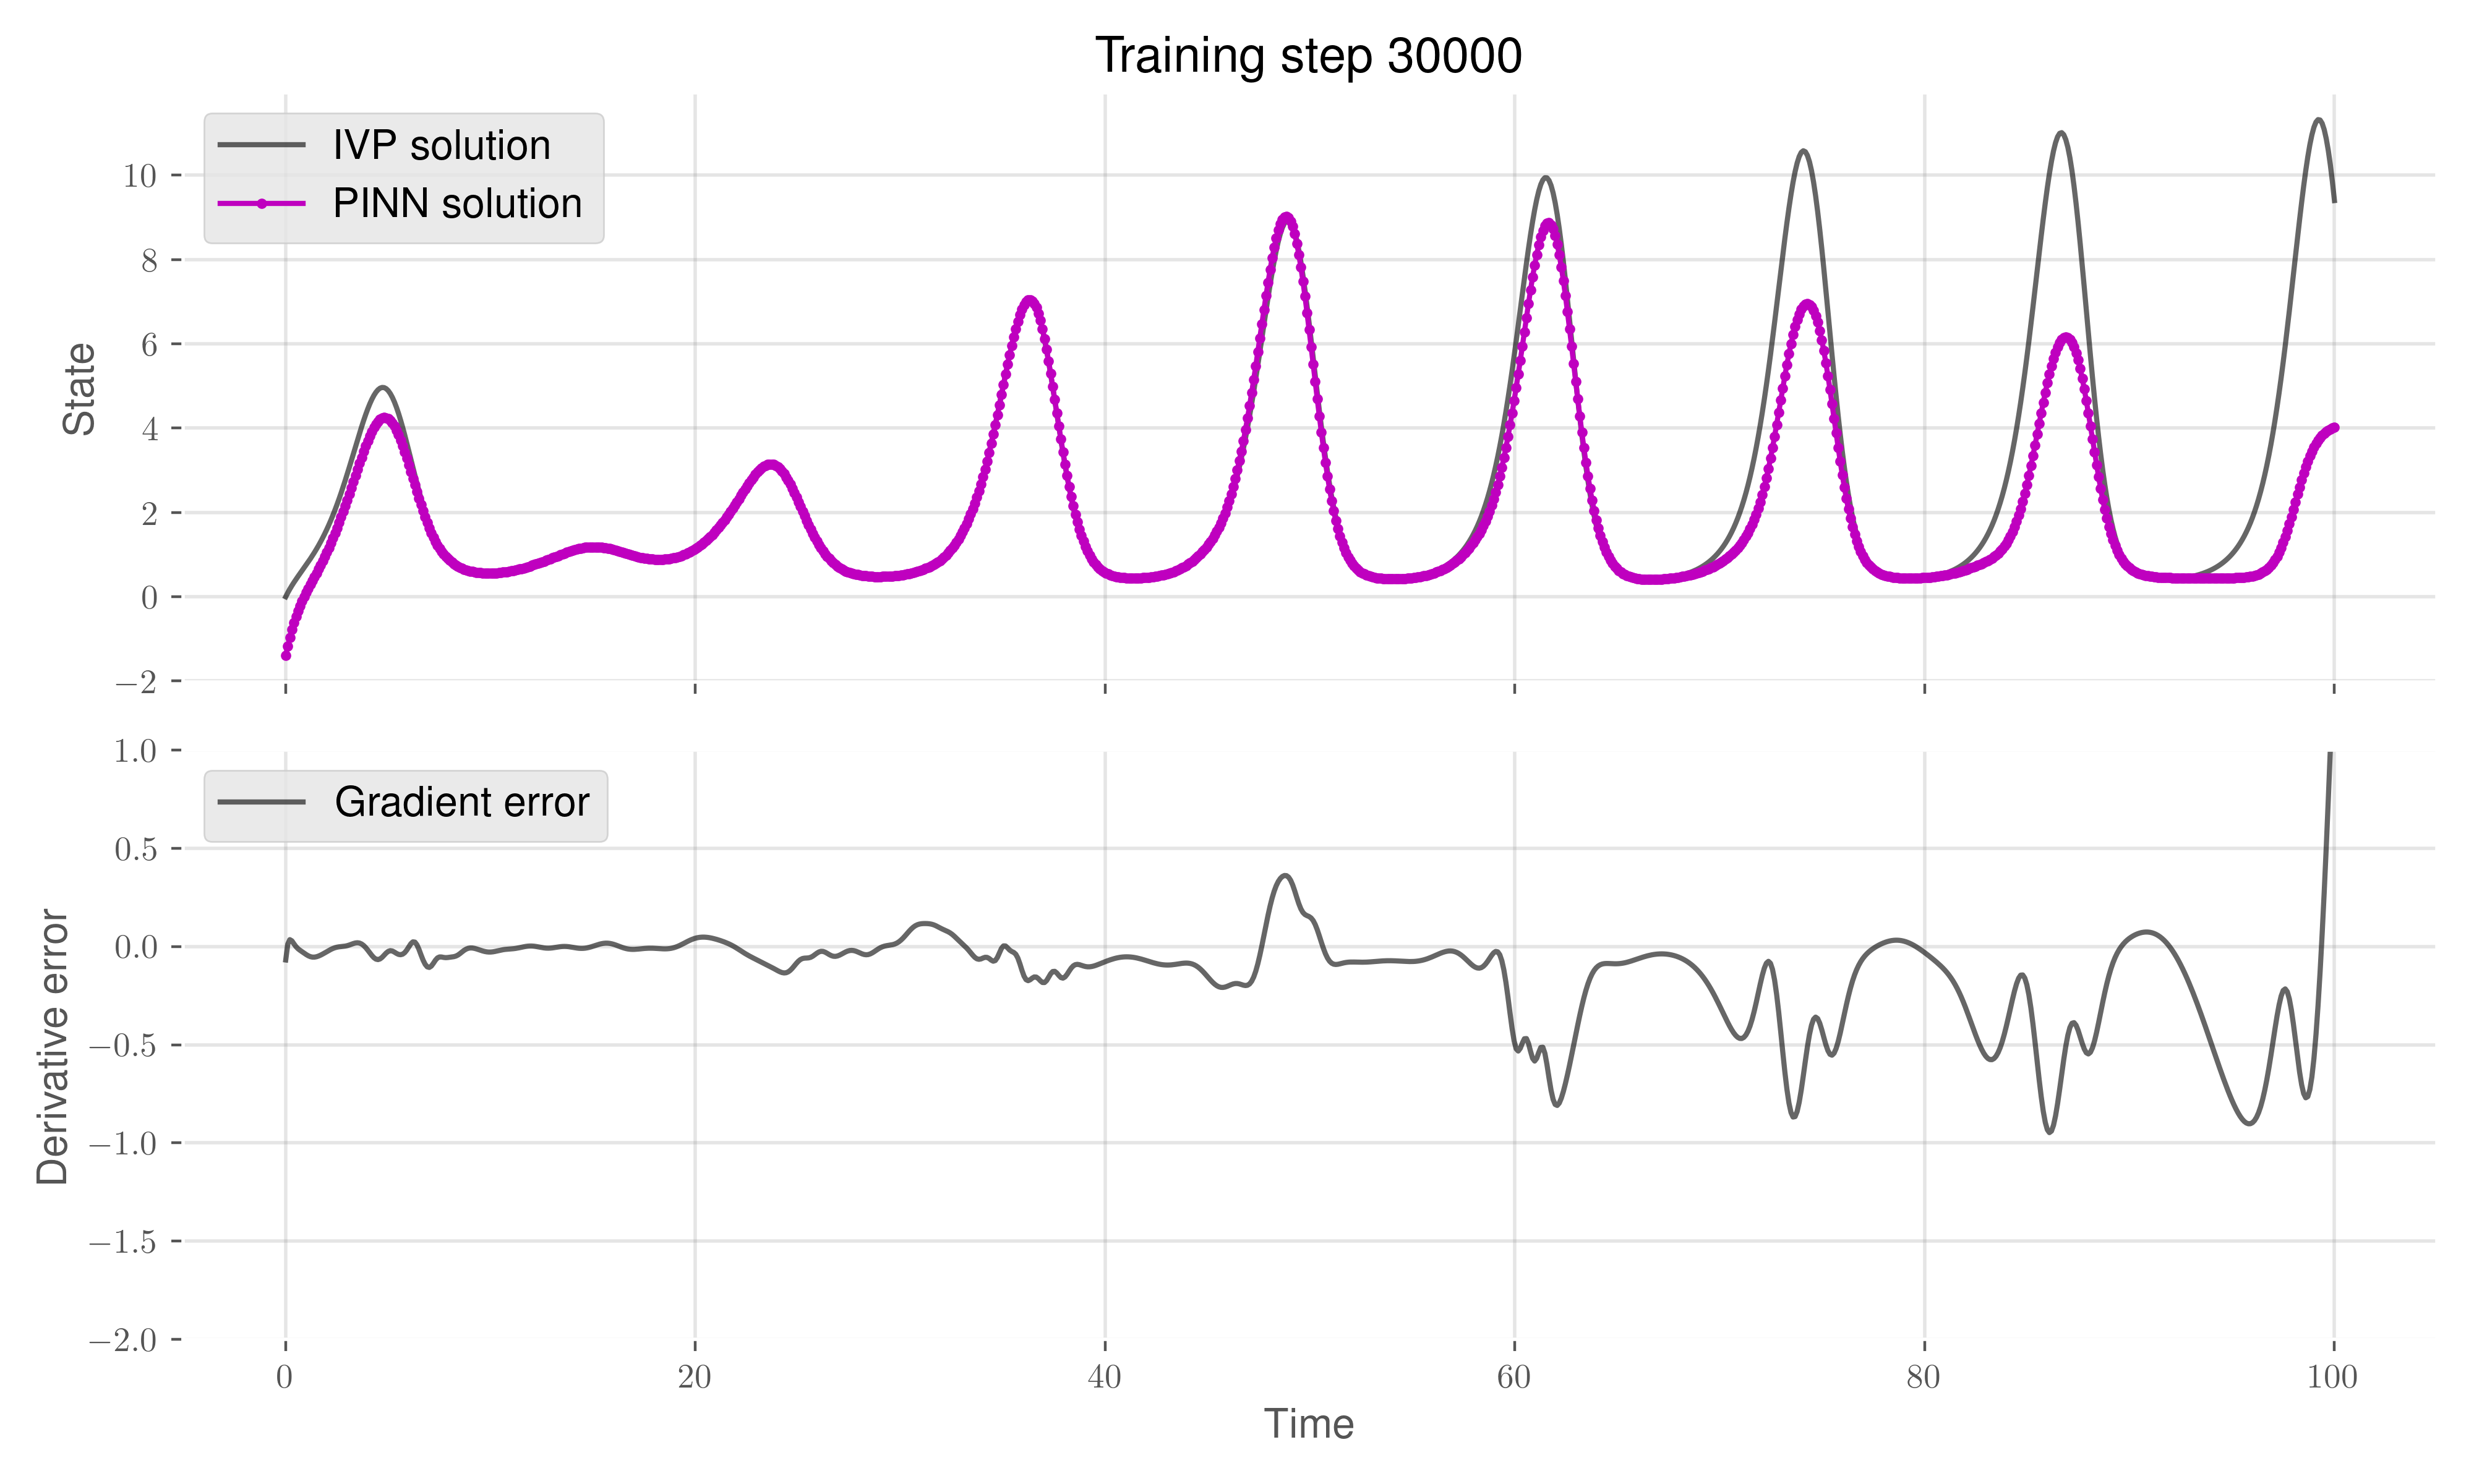 Training step 30000
IVP solution
PINN solution
State
10
8
6
4
2
0
−2
Gradient error
Derivative error
1.0
0.5
0.0
−0.5
−1.0
−1.5
−2.0
0 20 40 60 80 100
Time